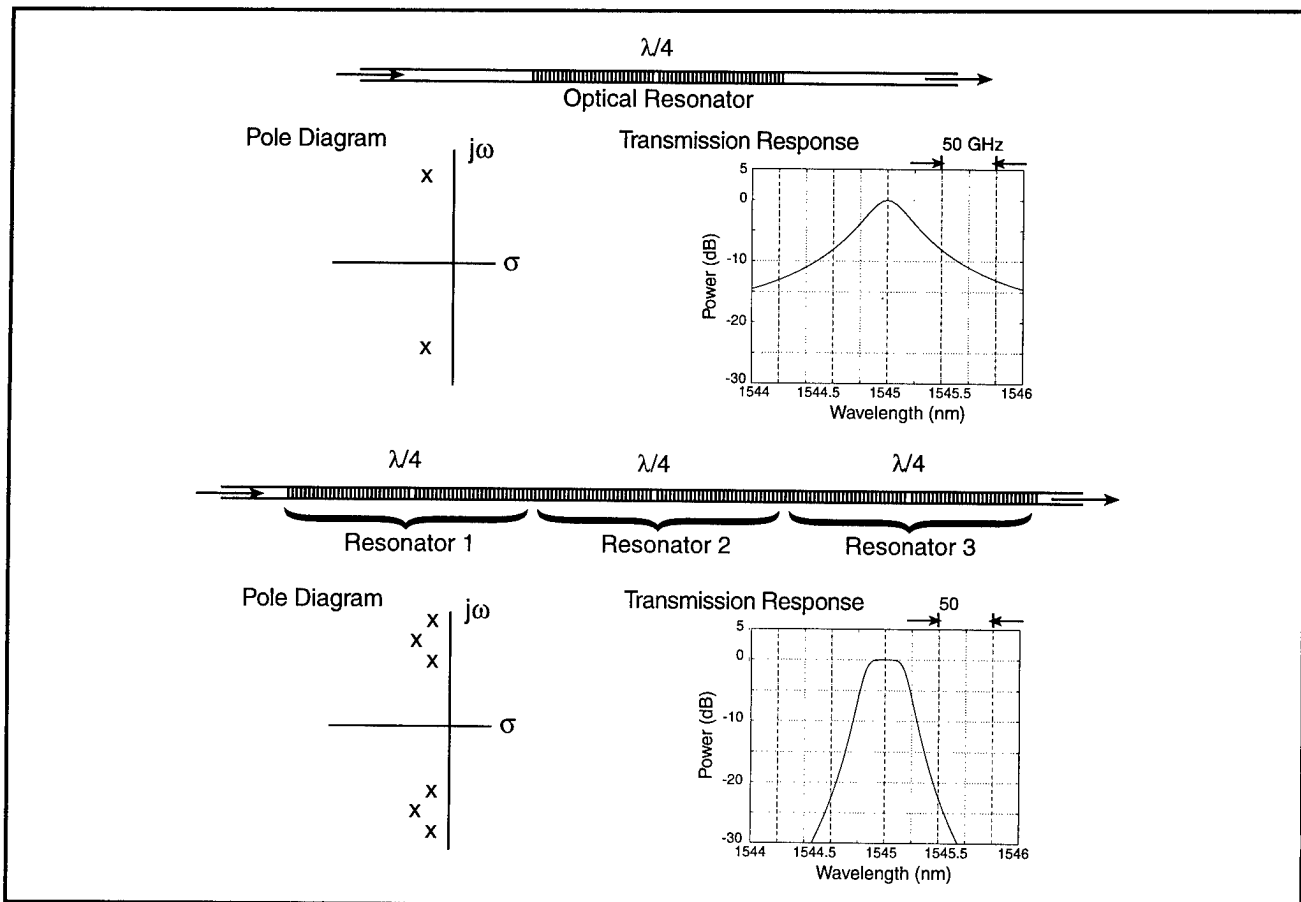 λ/4
Optical Resonator
Pole Diagram
jω
x
σ
x
Transmission Response
50 GHz
5
0
-10
-20
-30
Power (dB)
1544 1544.5 1545 1545.5 1546
Wavelength (nm)
λ/4 λ/4 λ/4
Resonator 1 Resonator 2 Resonator 3
Pole Diagram
jω
x
x
x
σ
x
x
x
Transmission Response
50
5
0
-10
-20
-30
Power (dB)
1544 1544.5 1545 1545.5 1546
Wavelength (nm)